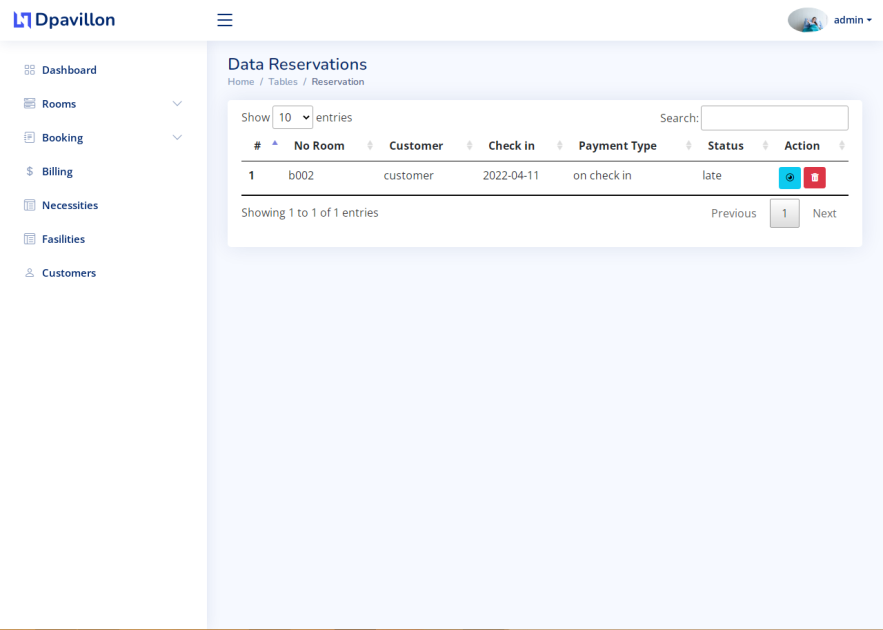 Dpavillon
admin
Dashboard
Rooms
Booking
Billing
Necessities
Fasilities
Customers
Data Reservations
Home / Tables / Reservation
Show 10 entries
Search:
# No Room Customer Check in Payment Type Status Action
1 b002 customer 2022-04-11 on check in late
Showing 1 to 1 of 1 entries
Previous 1 Next